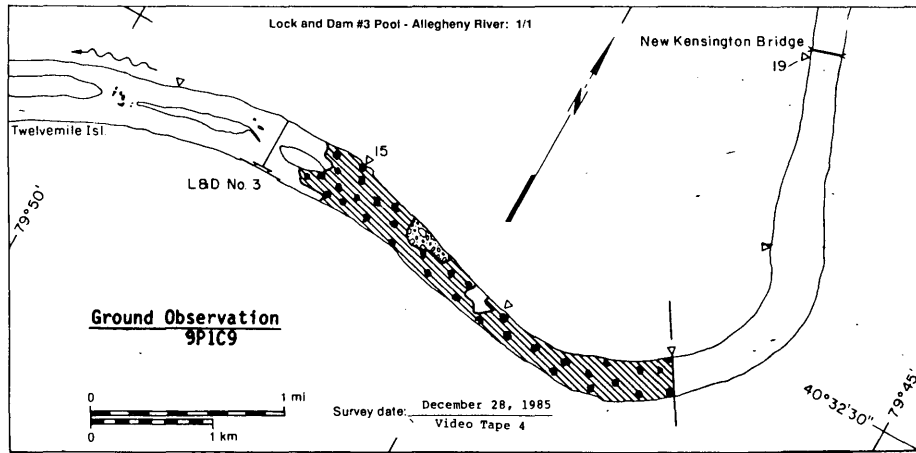 Lock and Dam #3 Pool - Allegheny River: 1/1
New Kensington Bridge
19
Twelvemile Isl.
15
L&D No. 3
79°50'
Ground Observation
9P1C9
0 1 mi
0 1 km
Survey date: December 28, 1985
Video Tape 4
40°32'30"
79°45'